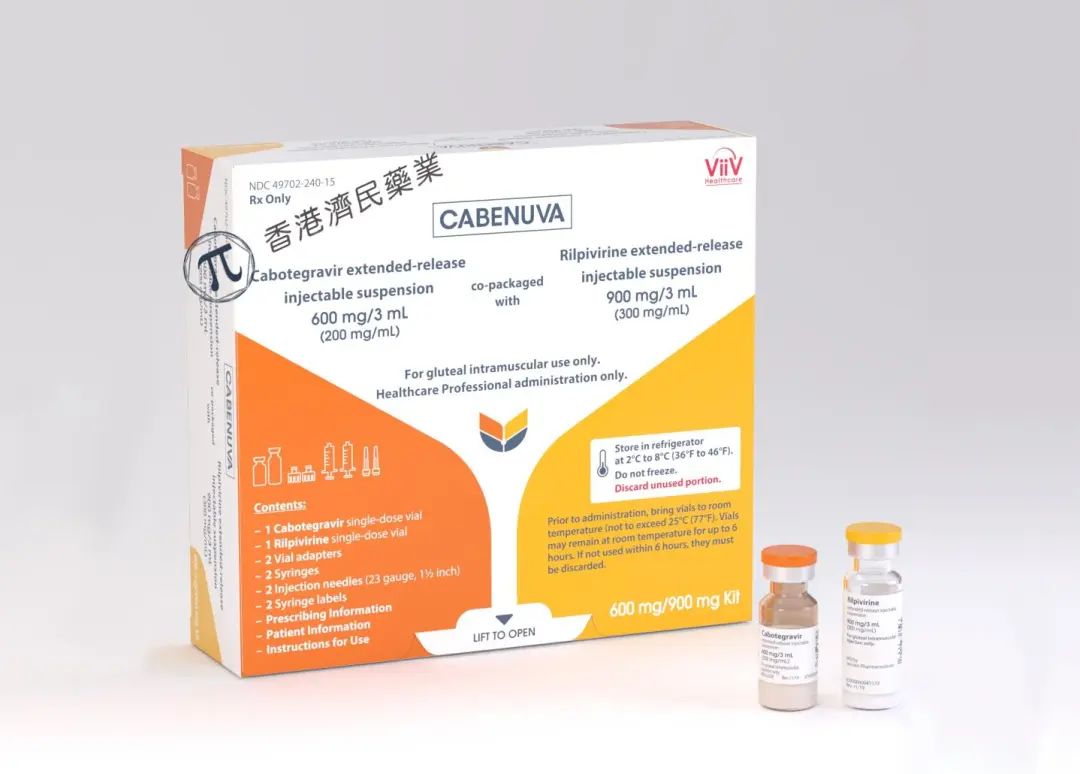 NDC 49702-240-15
Rx Only
香港濟民藥業
π
CABENUVA
ViiV
Healthcare
Cabotegravir extended-release
injectable suspension
600 mg/3 mL
(200 mg/mL)
co-packaged
with
Rilpivirine extended-release
injectable suspension
900 mg/3 mL
(300 mg/mL)
For gluteal intramuscular use only.
Healthcare Professional administration only.
Store in refrigerator
at 2°C to 8°C (36°F to 46°F).
Do not freeze.
Discard unused portion.
Contents:
– 1 Cabotegravir single-dose vial
– 1 Rilpivirine single-dose vial
– 2 Vial adapters
– 2 Syringes
– 2 Injection needles (23 gauge, 1½ inch)
– 2 Syringe labels
– Prescribing Information
– Patient Information
– Instructions for Use
Prior to administration, bring vials to room
temperature (not to exceed 25°C (77°F). Vials
may remain at room temperature for up to 6
hours. If not used within 6 hours, they must
be discarded.
600 mg/900 mg Kit
LIFT TO OPEN
CABENUVA
Cabotegravir
600 mg/3 mL
Rilpivirine
900 mg/3 mL